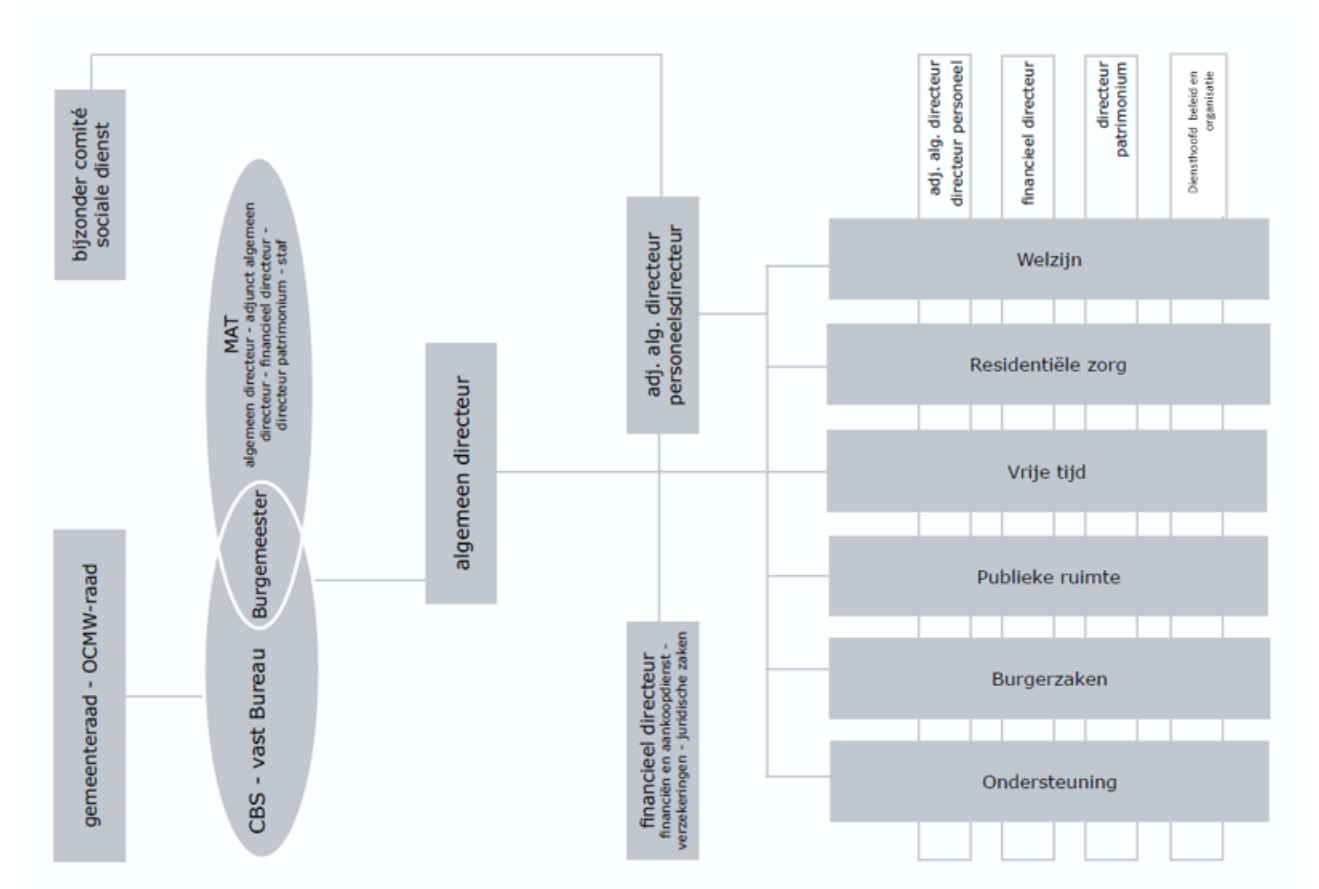 bijzonder comité
sociale dienst
gemeenteraad - OCMW-raad
MAT
algemeen directeur - adjunct algemeen
directeur - financieel directeur -
directeur patrimonium - staf
Burgemeester
CBS - vast Bureau
algemeen directeur
adj. alg. directeur
personeelsdirecteur
financieel directeur
financiën en aankoopdienst -
verzekeringen - juridische zaken
adj. alg. directeur
directeur personeel
financieel directeur
directeur
patrimonium
Diensthoofd beleid en
organisatie
Welzijn
Residentiële zorg
Vrije tijd
Publieke ruimte
Burgerzaken
Ondersteuning